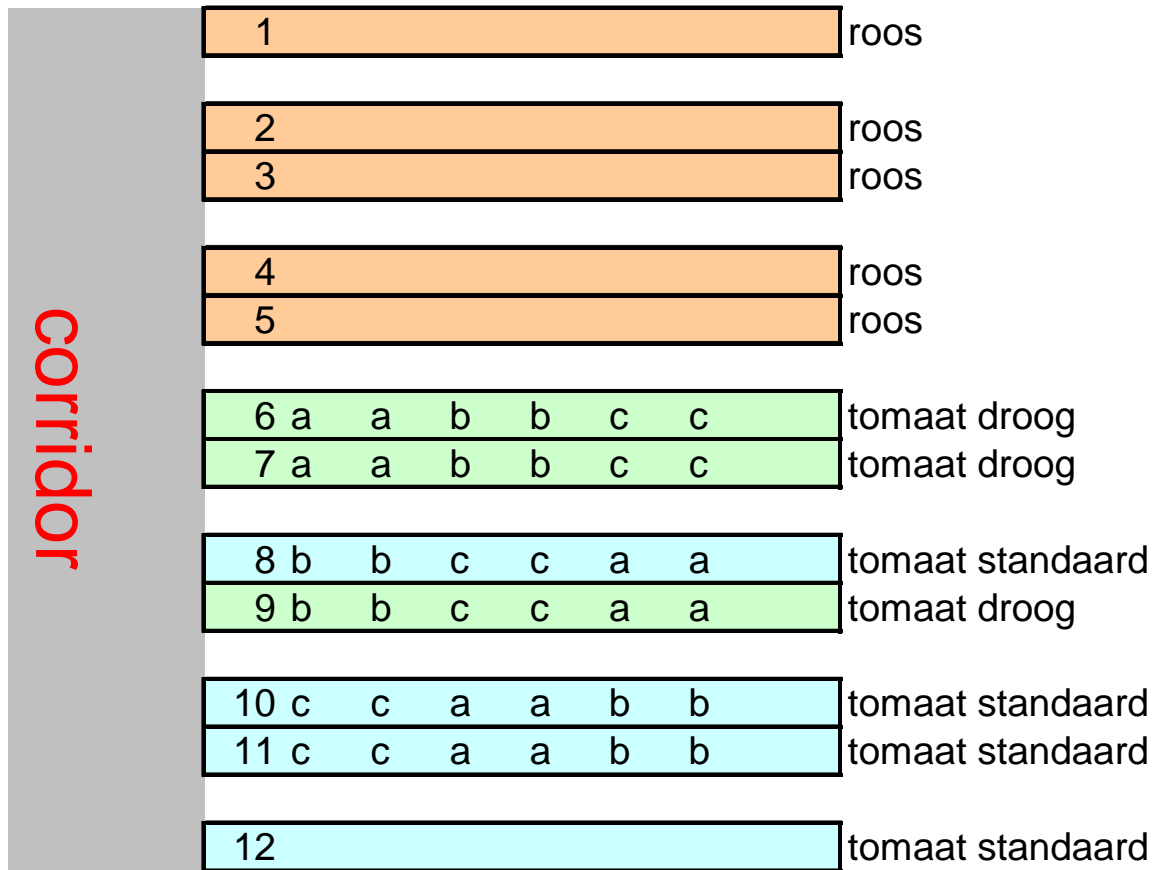 corridor
1 roos
2 roos
3 roos
4 roos
5 roos
6 a a b b c c tomaat droog
7 a a b b c c tomaat droog
8 b b c c a a tomaat standaard
9 b b c c a a tomaat droog
10 c c a a b b tomaat standaard
11 c c a a b b tomaat standaard
12 tomaat standaard